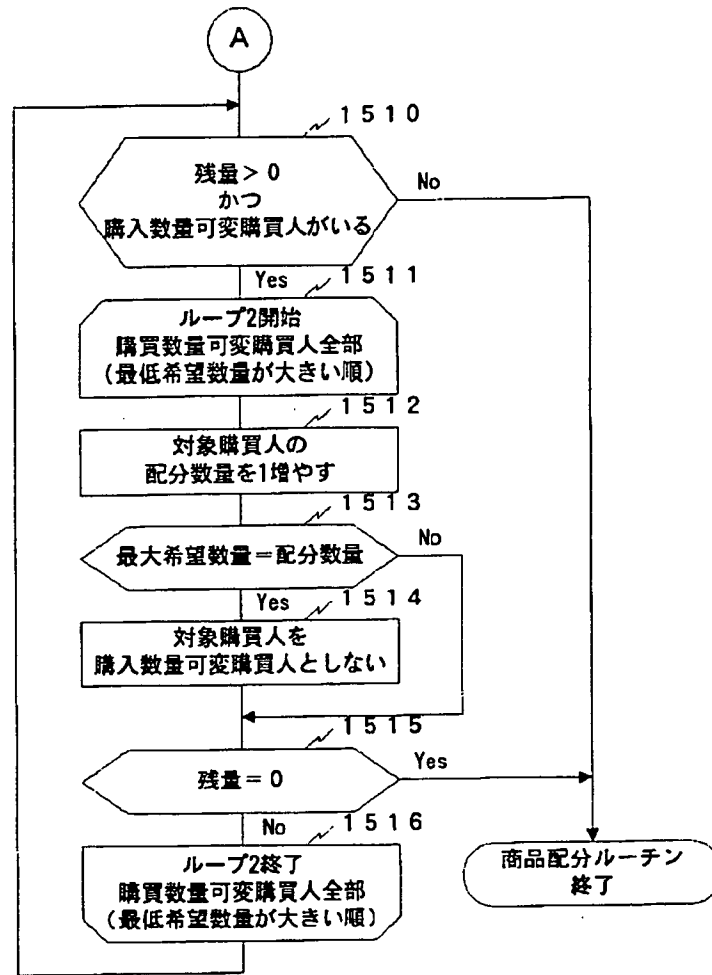 A
1510
残量>0
かつ
購入数量可変購買人がいる
No
Yes
1511
ループ2開始
購買数量可変購買人全部
(最低希望数量が大きい順)
1512
対象購買人の
配分数量を1増やす
1513
最大希望数量=配分数量
No
Yes
1514
対象購買人を
購入数量可変購買人としない
1515
残量=0
Yes
No
1516
ループ2終了
購買数量可変購買人全部
(最低希望数量が大きい順)
商品配分ルーチン
終了